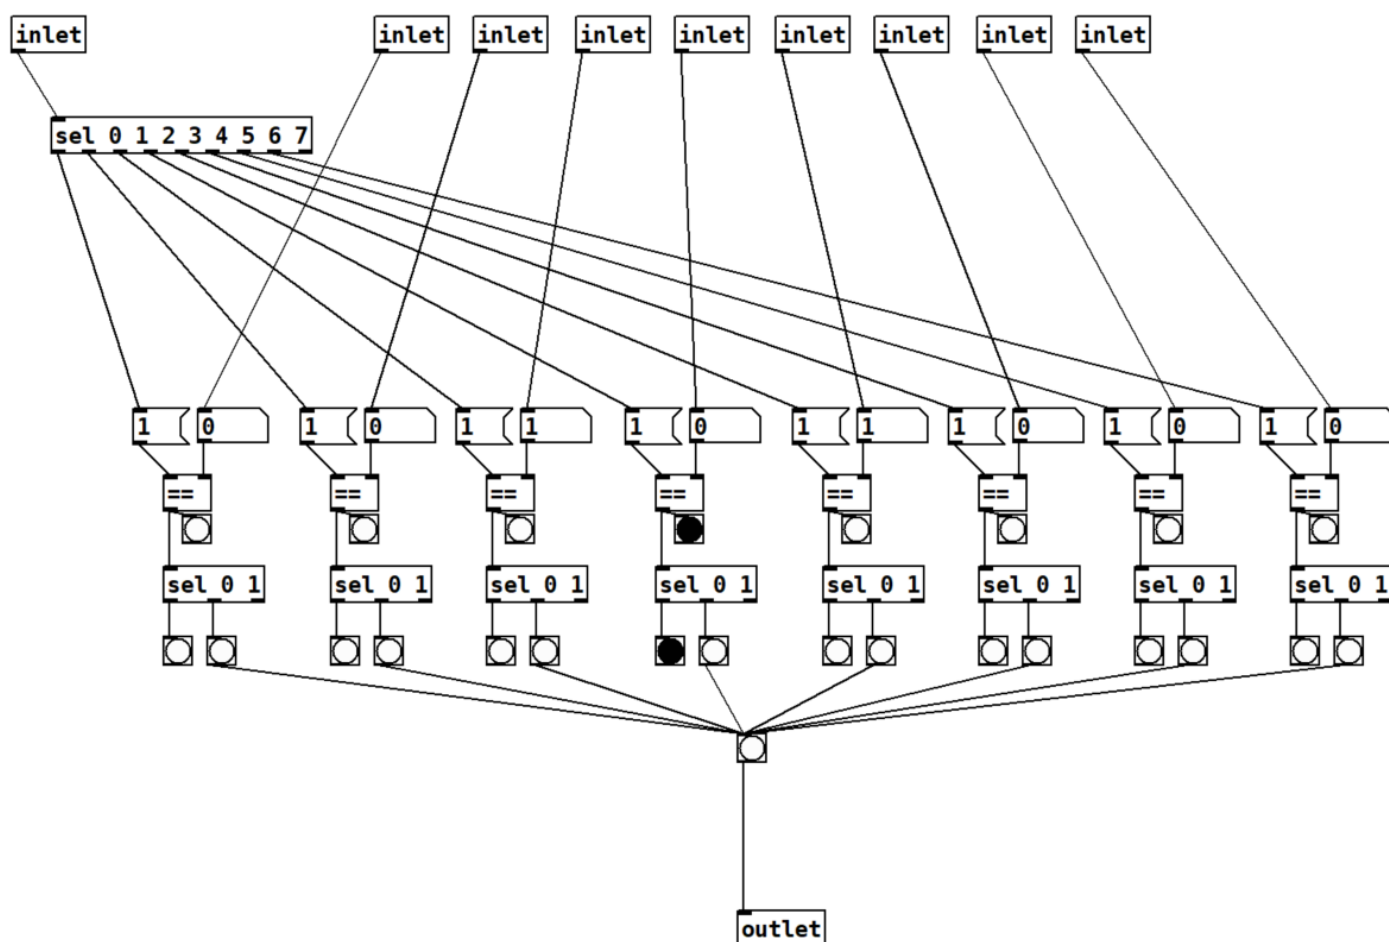 inlet inlet inlet inlet inlet inlet inlet inlet inlet
sel 0 1 2 3 4 5 6 7
1 0 1 0 1 1 1 0 1 1 1 0 1 0 1 0
== == == == == == == ==
sel 0 1 sel 0 1 sel 0 1 sel 0 1 sel 0 1 sel 0 1 sel 0 1 sel 0 1
outlet